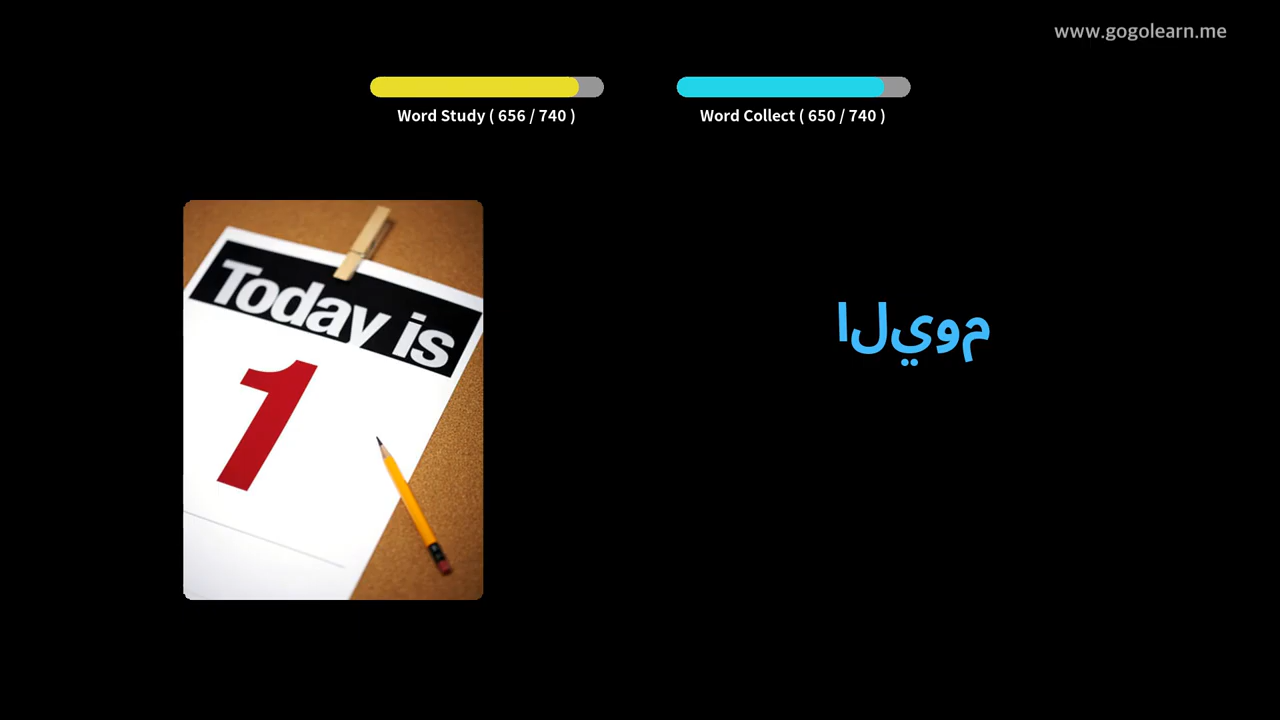 www.gogolearn.me
Word Study ( 656 / 740 )
Word Collect ( 650 / 740 )
Today is
1
اليوم